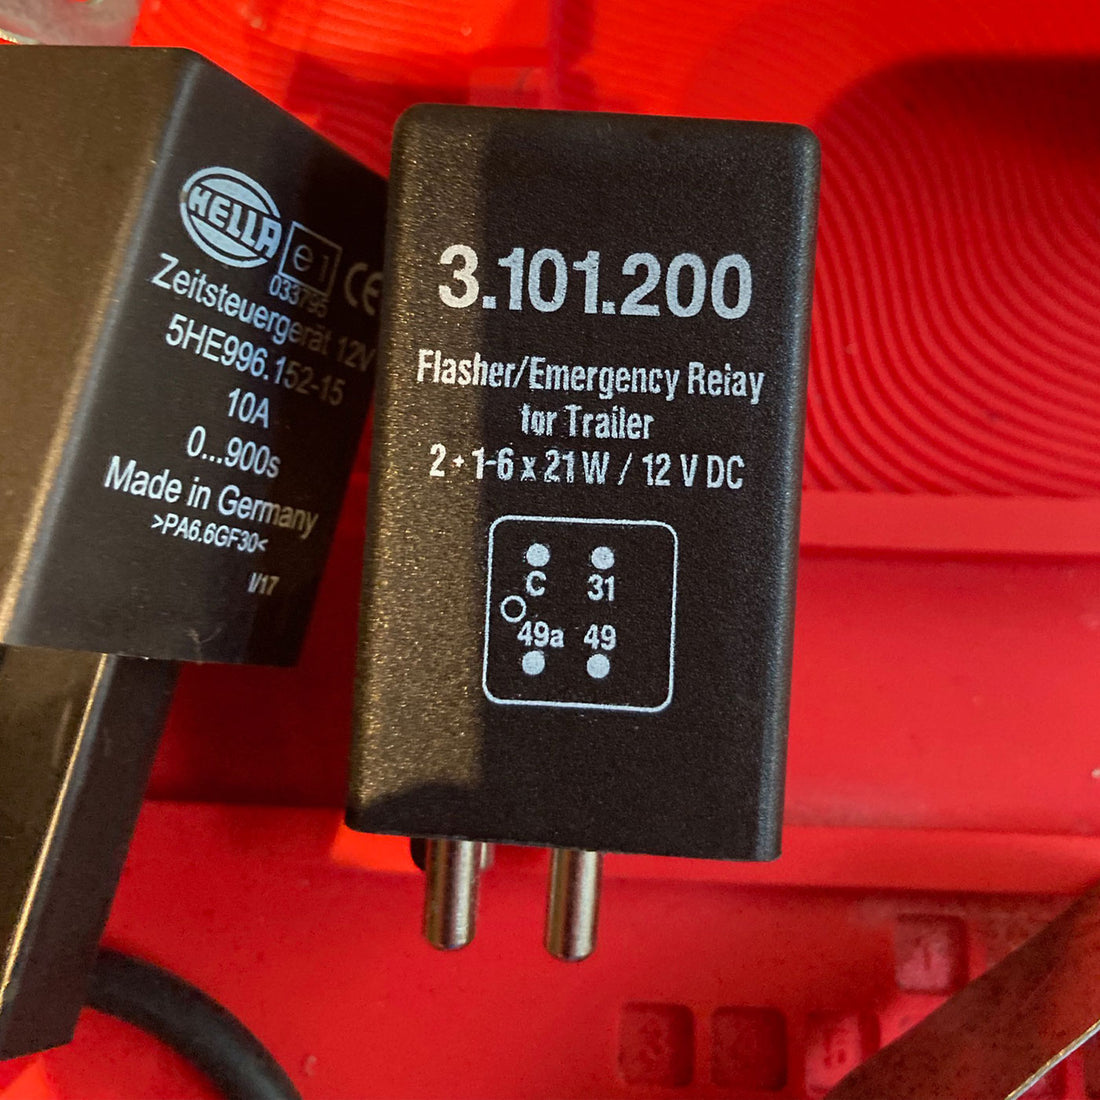 HELLA
e1
CE
033795
Zeitsteuergerät 12V
5HE996.152-15
10A
0...900s
Made in Germany
>PA6.6GF30<
I/17
3.101.200
Flasher/Emergency Relay
for Trailer
2 + 1-6 x 21 W / 12 V DC
C 31
49a 49